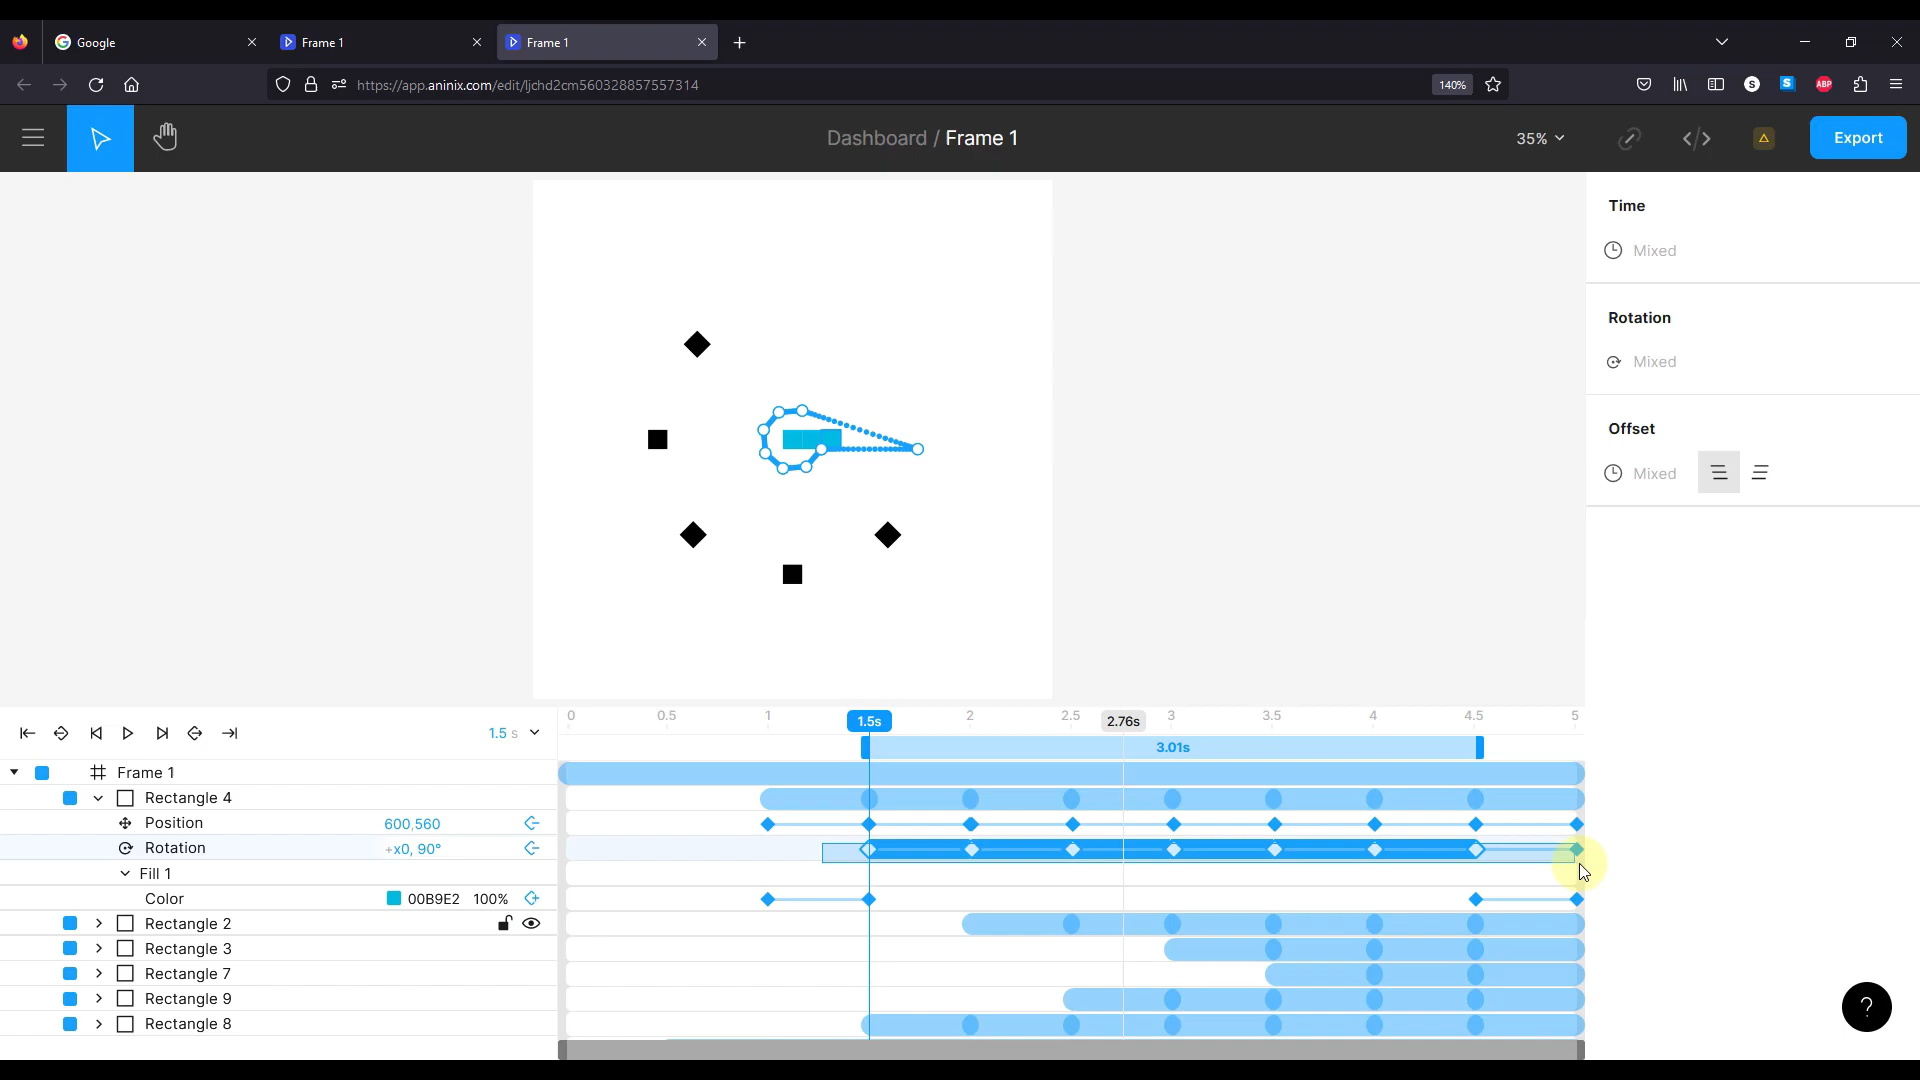 Google
Frame 1
Frame 1
https://app.aninix.com/edit/ljchd2cm560328857557314
140%
S
S
ABP
Dashboard / Frame 1
35%
Export
Time
Mixed
Rotation
Mixed
Offset
Mixed
1.5 s
0 0.5 1 1.5s 2 2.5 2.76s 3 3.5 4 4.5 5
3.01s
Frame 1
Rectangle 4
Position 600,560
Rotation +x0, 90°
Fill 1
Color 00B9E2 100%
Rectangle 2
Rectangle 3
Rectangle 7
Rectangle 9
Rectangle 8
?